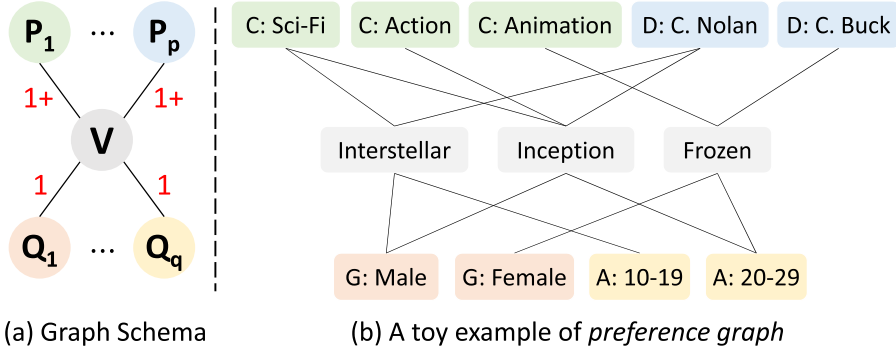 P1 ... Pp
1+ 1+
V
1 1
Q1 ... Qq
(a) Graph Schema
C: Sci-Fi C: Action C: Animation D: C. Nolan D: C. Buck
Interstellar Inception Frozen
G: Male G: Female A: 10-19 A: 20-29
(b) A toy example of preference graph